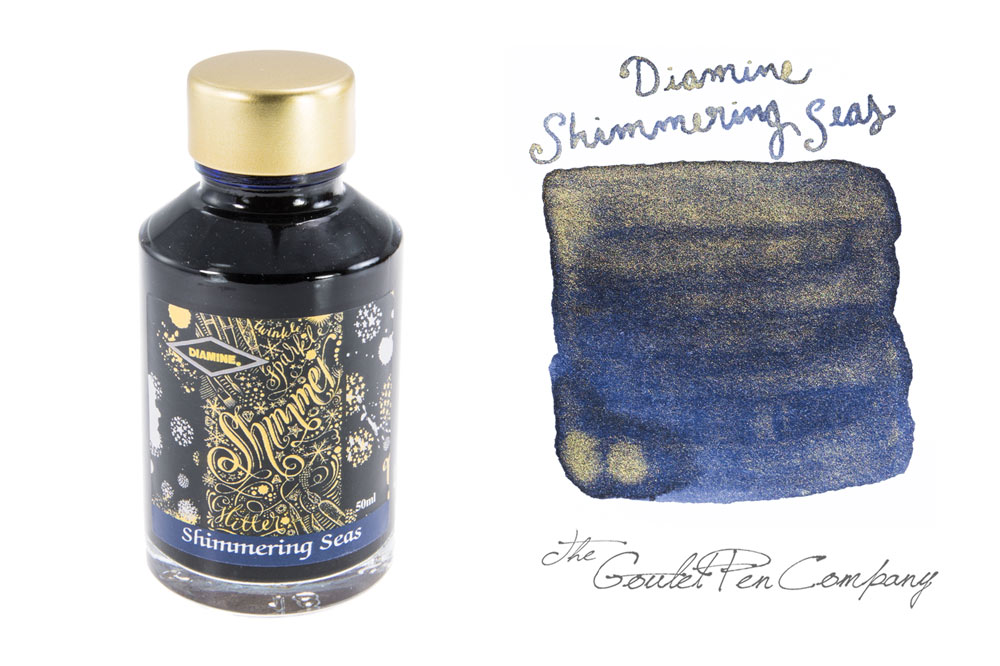 DIAMINE®
twinkle
sparkle
Shimmer
Glitter
50ml
Shimmering Seas
Diamine
Shimmering Seas
The Goulet Pen Company